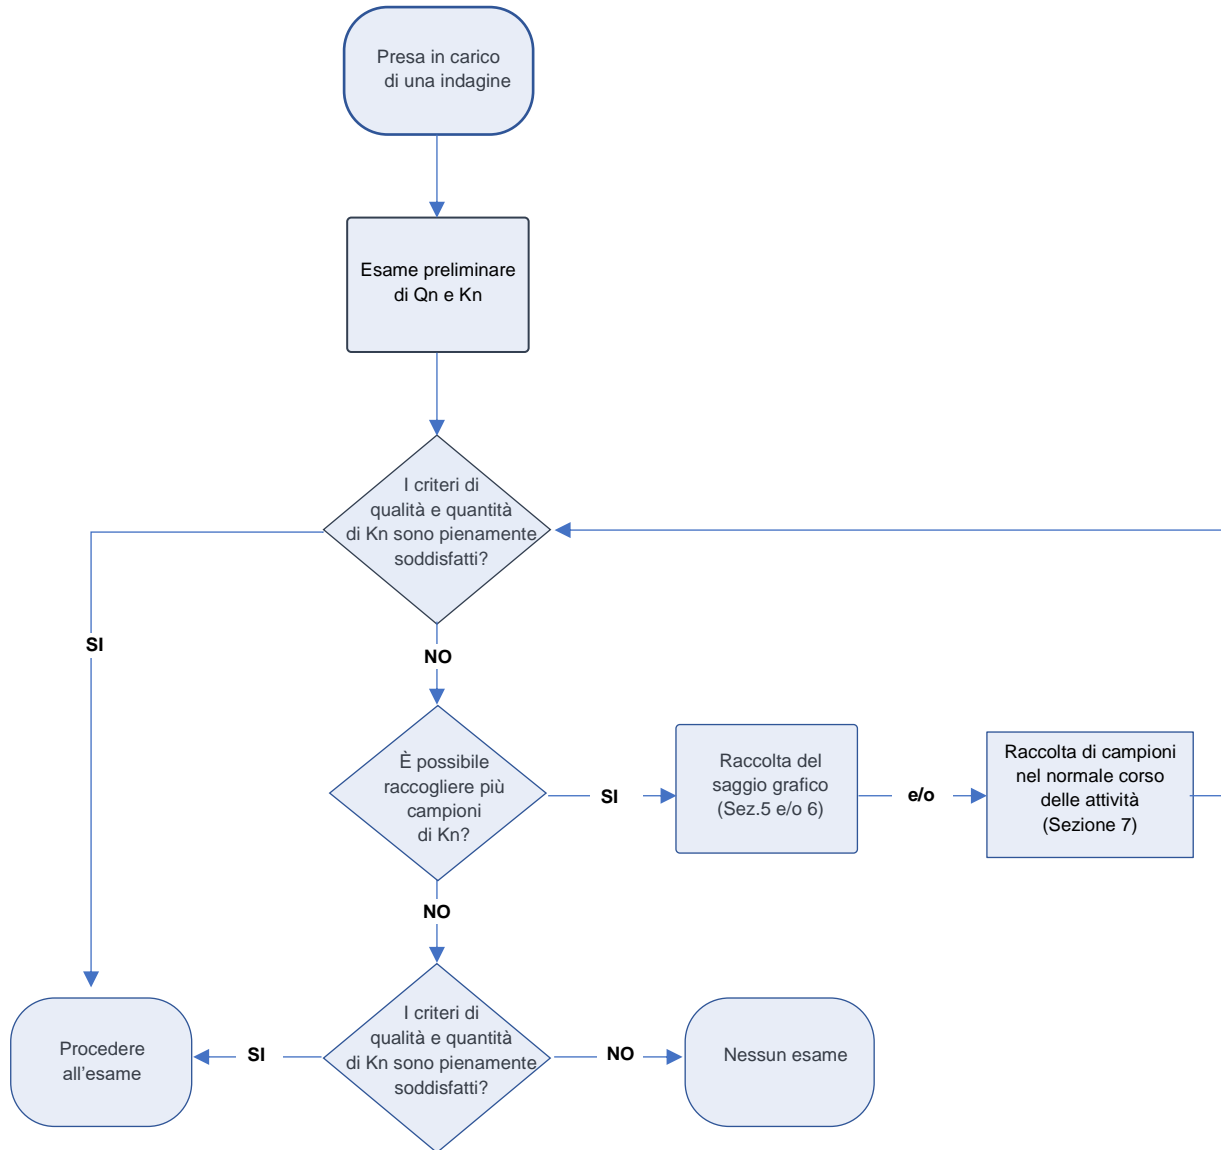 Presa in carico
di una indagine
Esame preliminare
di Qn e Kn
I criteri di
qualità e quantità
di Kn sono pienamente
soddisfatti?
SI
NO
È possibile
raccogliere più
campioni
di Kn?
SI
Raccolta del
saggio grafico
(Sez.5 e/o 6)
e/o
Raccolta di campioni
nel normale corso
delle attività
(Sezione 7)
NO
I criteri di
qualità e quantità
di Kn sono pienamente
soddisfatti?
SI
Procedere
all'esame
NO
Nessun esame